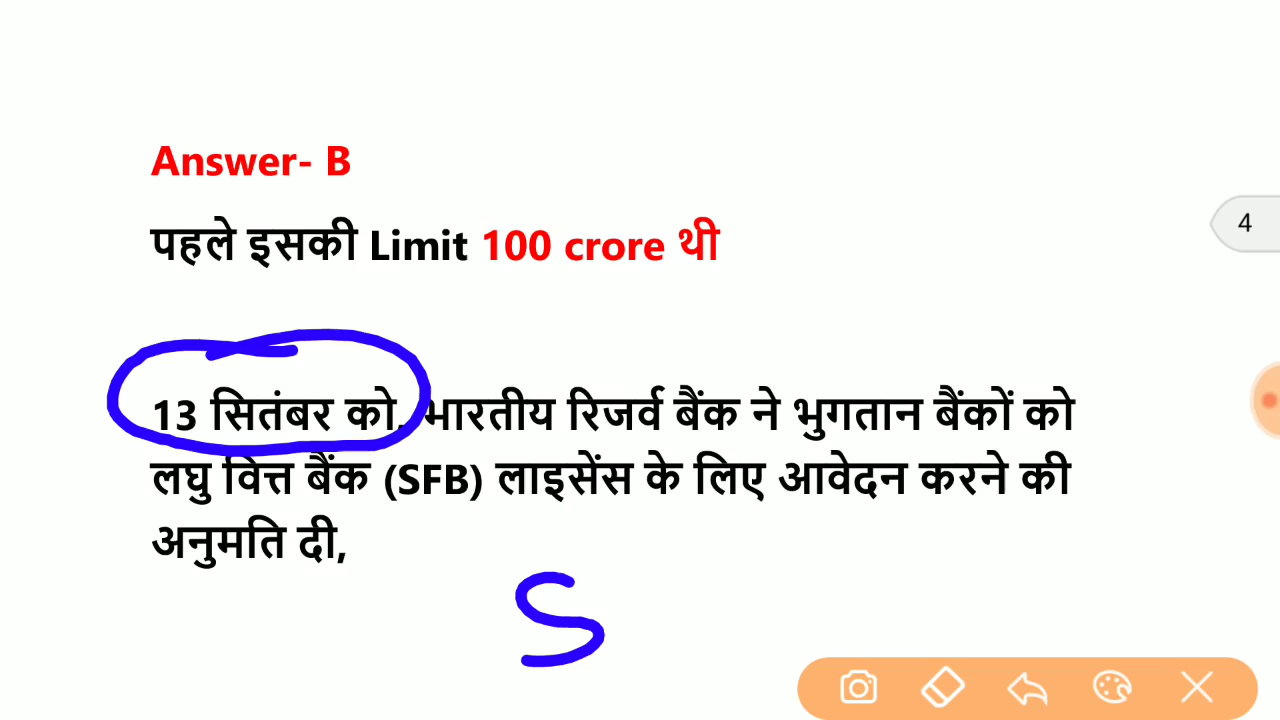 Answer- B
पहले इसकी Limit 100 crore थी
4
13 सितंबर को, भारतीय रिजर्व बैंक ने भुगतान बैंकों को
लघु वित्त बैंक (SFB) लाइसेंस के लिए आवेदन करने की
अनुमति दी,
S